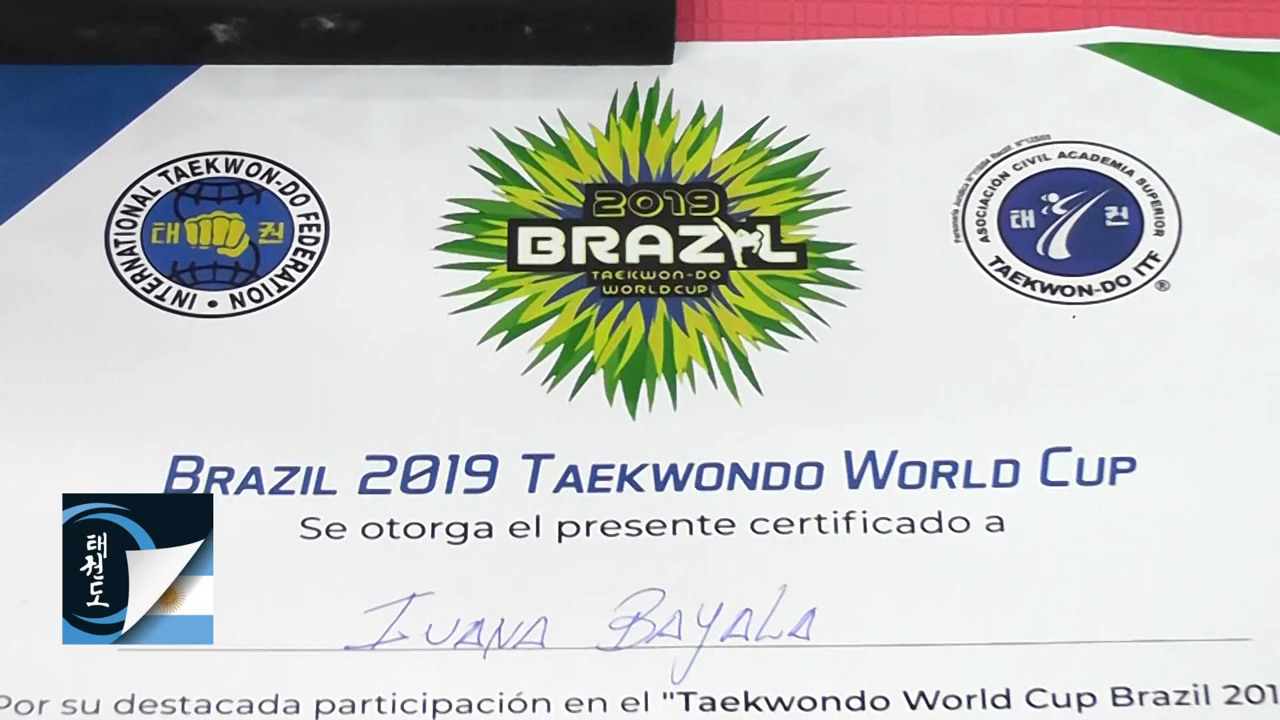 INTERNATIONAL TAEKWON-DO FEDERATION
태 권
2019
BRAZIL
TAEKWON-DO
WORLD CUP
ASOCIACIÓN CIVIL ACADEMIA SUPERIOR
태 권
TAEKWON-DO ITF ®
BRAZIL 2019 TAEKWONDO WORLD CUP
Se otorga el presente certificado a
태권도
IUANA BAYALA
Por su destacada participación en el "Taekwondo World Cup Brazil 201